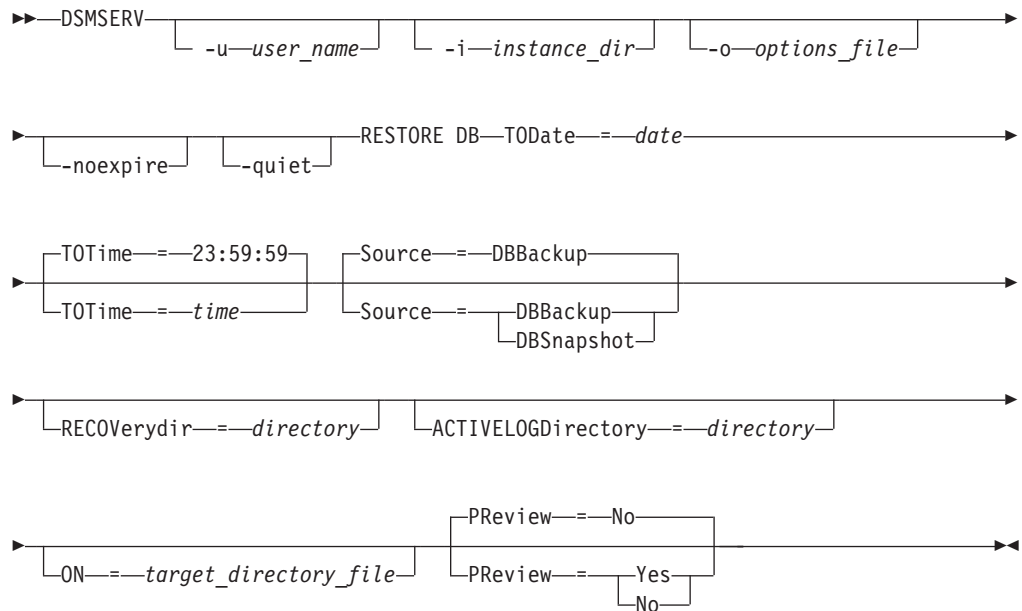 DSMSERV
-u user_name -i instance_dir -o options_file
RESTORE DB TODate = date
-noexpire -quiet
TOTime = 23:59:59 Source = DBBackup
TOTime = time Source = DBBackup
DBSnapshot
RECOVerydir = directory ACTIVELOGDirectory = directory
PReview = No
ON = target_directory_file PReview = Yes
No